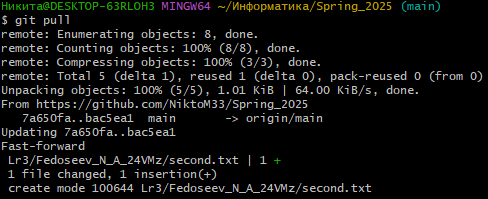 Никита@DESKTOP-63RLOH3 MINGW64 ~/Информатика/Spring_2025 (main)
$ git pull
remote: Enumerating objects: 8, done.
remote: Counting objects: 100% (8/8), done.
remote: Compressing objects: 100% (3/3), done.
remote: Total 5 (delta 1), reused 1 (delta 0), pack-reused 0 (from 0)
Unpacking objects: 100% (5/5), 1.01 KiB | 64.00 KiB/s, done.
From https://github.com/NiktoM33/Spring_2025
   7a650fa..bac5ea1  main       -> origin/main
Updating 7a650fa..bac5ea1
Fast-forward
 Lr3/Fedoseev_N_A_24VMz/second.txt | 1 +
 1 file changed, 1 insertion(+)
 create mode 100644 Lr3/Fedoseev_N_A_24VMz/second.txt